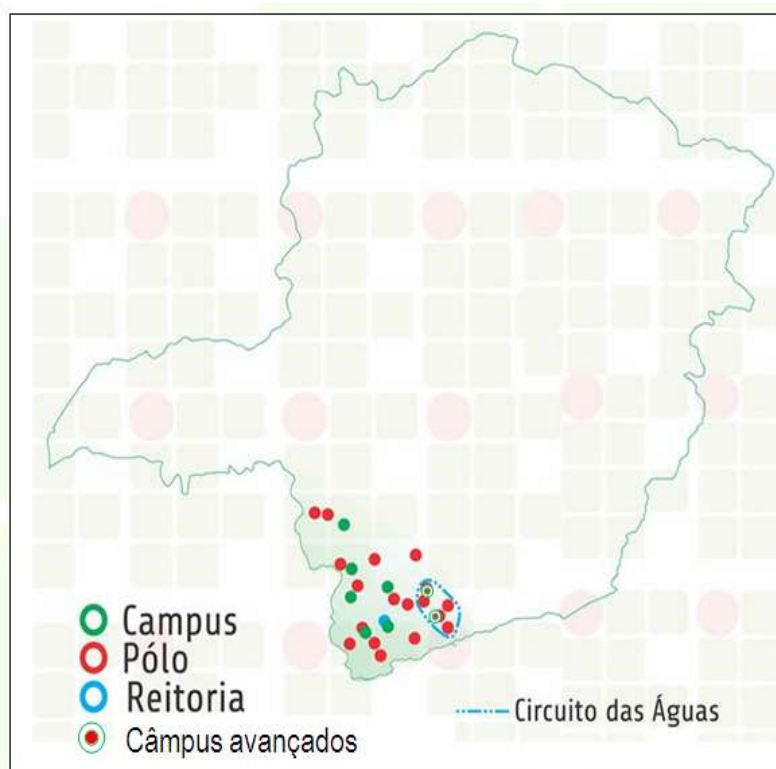 Campus
Pólo
Reitoria
Câmpus avançados
Circuito das Águas